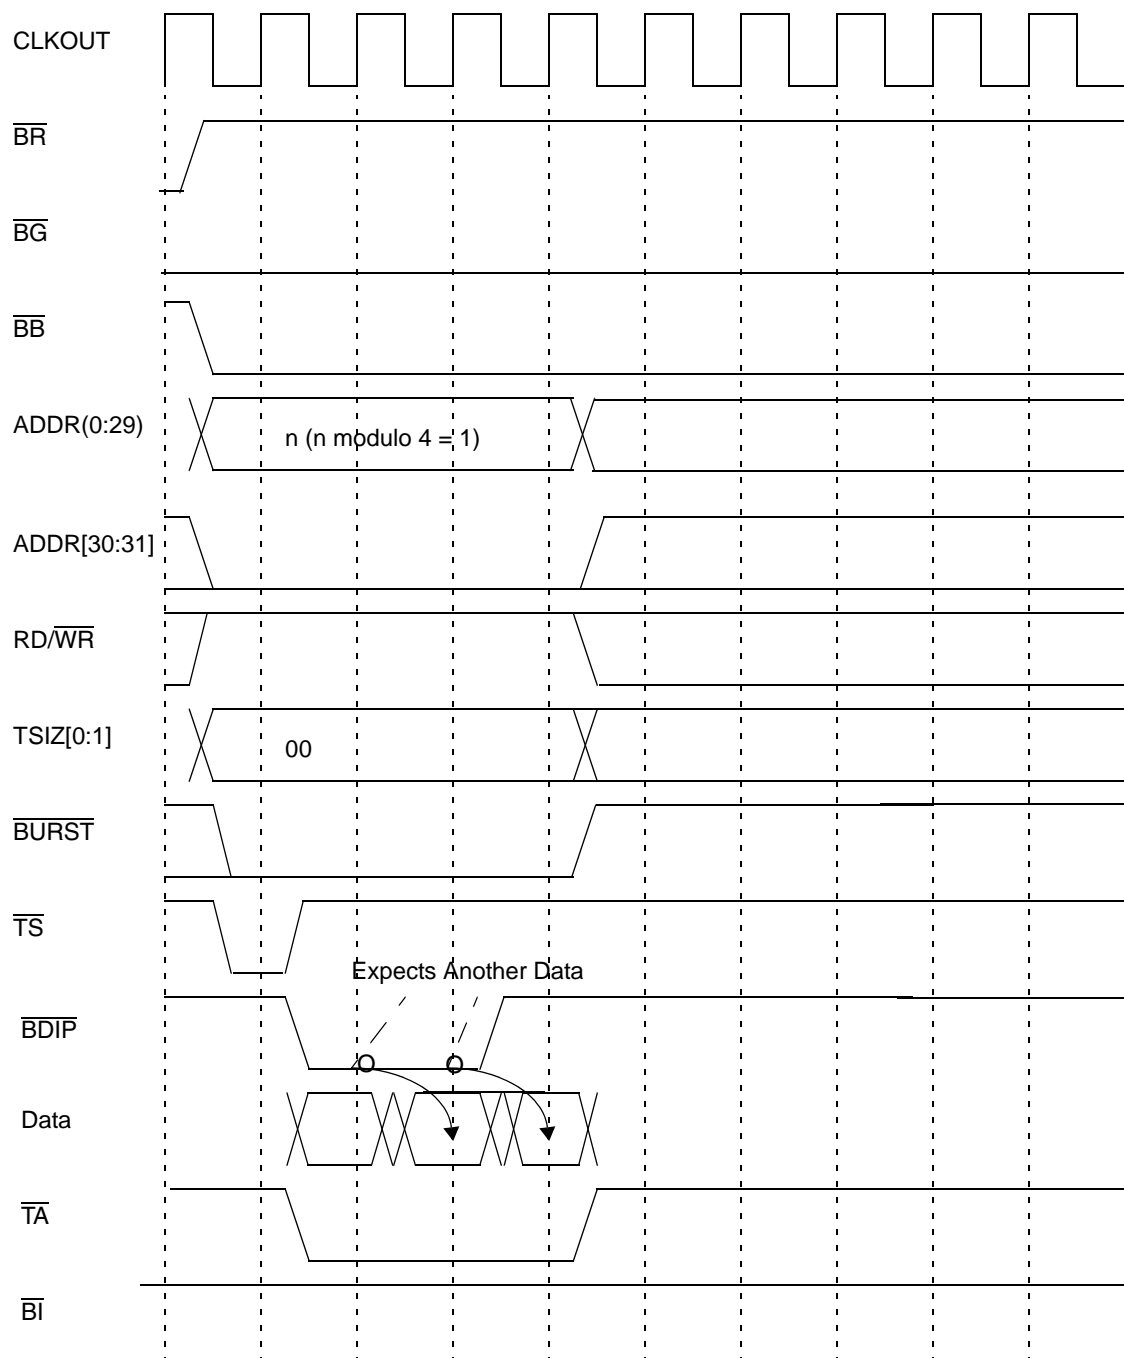 CLKOUT
BR
BG
BB
ADDR(0:29)
n (n modulo 4 = 1)
ADDR[30:31]
RD/WR
TSIZ[0:1]
00
BURST
TS
Expects Another Data
BDIP
Data
TA
BI